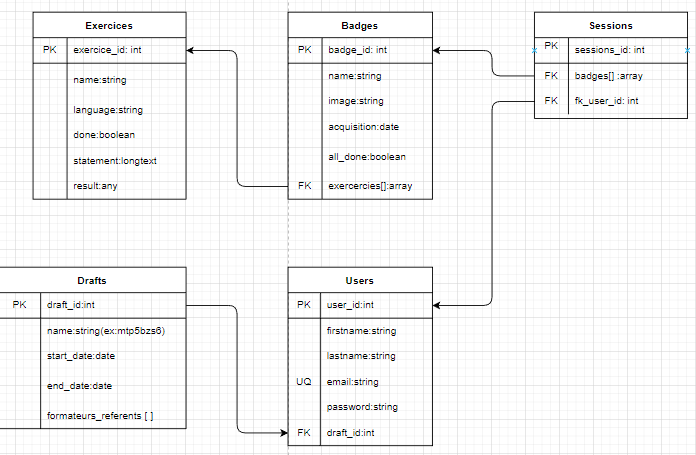 Exercices
PK exercice_id: int
name:string
language:string
done:boolean
statement:longtext
result:any
Badges
PK badge_id: int
name:string
image:string
acquisition:date
all_done:boolean
FK exercercies[]:array
Sessions
PK sessions_id: int
FK badges[] :array
FK fk_user_id: int
Drafts
PK draft_id:int
name:string(ex:mtp5bzs6)
start_date:date
end_date:date
formateurs_referents [ ]
Users
PK user_id:int
firstname:string
lastname:string
UQ email:string
password:string
FK draft_id:int